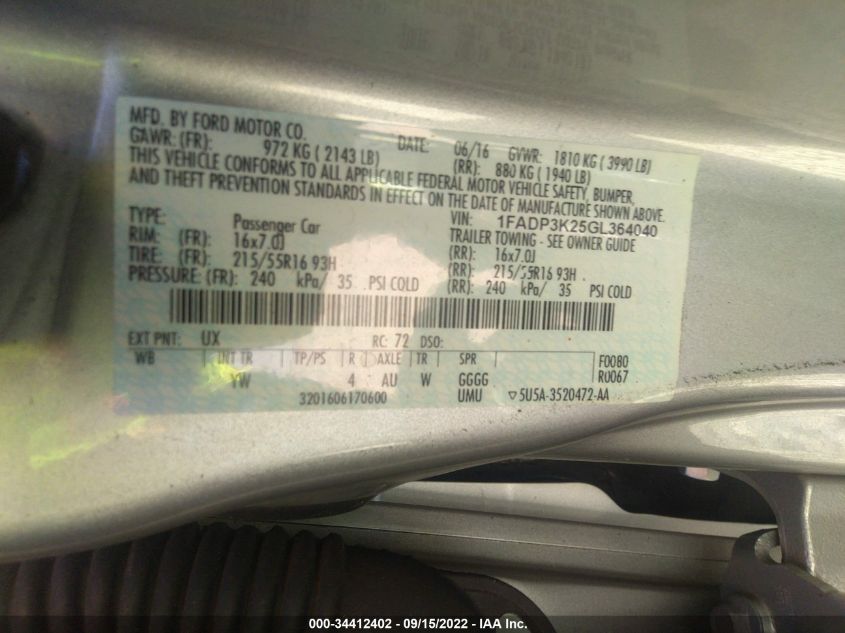 MFD. BY FORD MOTOR CO.
DATE: 06/16 GVWR: 1810 KG ( 3990 LB)
GAWR: (FR): 972 KG ( 2143 LB) (RR): 880 KG ( 1940 LB)
THIS VEHICLE CONFORMS TO ALL APPLICABLE FEDERAL MOTOR VEHICLE SAFETY, BUMPER,
AND THEFT PREVENTION STANDARDS IN EFFECT ON THE DATE OF MANUFACTURE SHOWN ABOVE.
VIN: 1FADP3K25GL364040
TYPE: Passenger Car TRAILER TOWING - SEE OWNER GUIDE
RIM: (FR): 16x7.0J (RR): 16x7.0J
TIRE: (FR): 215/55R16 93H (RR): 215/55R16 93H
PRESSURE: (FR): 240 kPa/ 35 PSI COLD (RR): 240 kPa/ 35 PSI COLD
EXT PNT: UX RC: 72 DSO:
WB INT TR TP/PS R AXLE TR SPR F0080
YW 4 AU W GGGG R0067
3201606170600 UMU ▽5U5A-3520472-AA
000-34412402 - 09/15/2022 - IAA Inc.